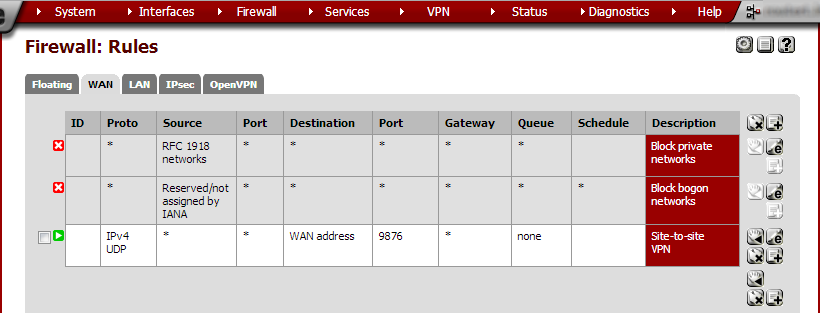 System Interfaces Firewall Services VPN Status Diagnostics Help
Firewall: Rules
Floating WAN LAN IPsec OpenVPN
ID Proto Source Port Destination Port Gateway Queue Schedule Description
* RFC 1918 * * * * * Block private
networks networks
* Reserved/not * * * * * * Block bogon
assigned by networks
IANA
IPv4 * * WAN address 9876 * none Site-to-site
UDP VPN